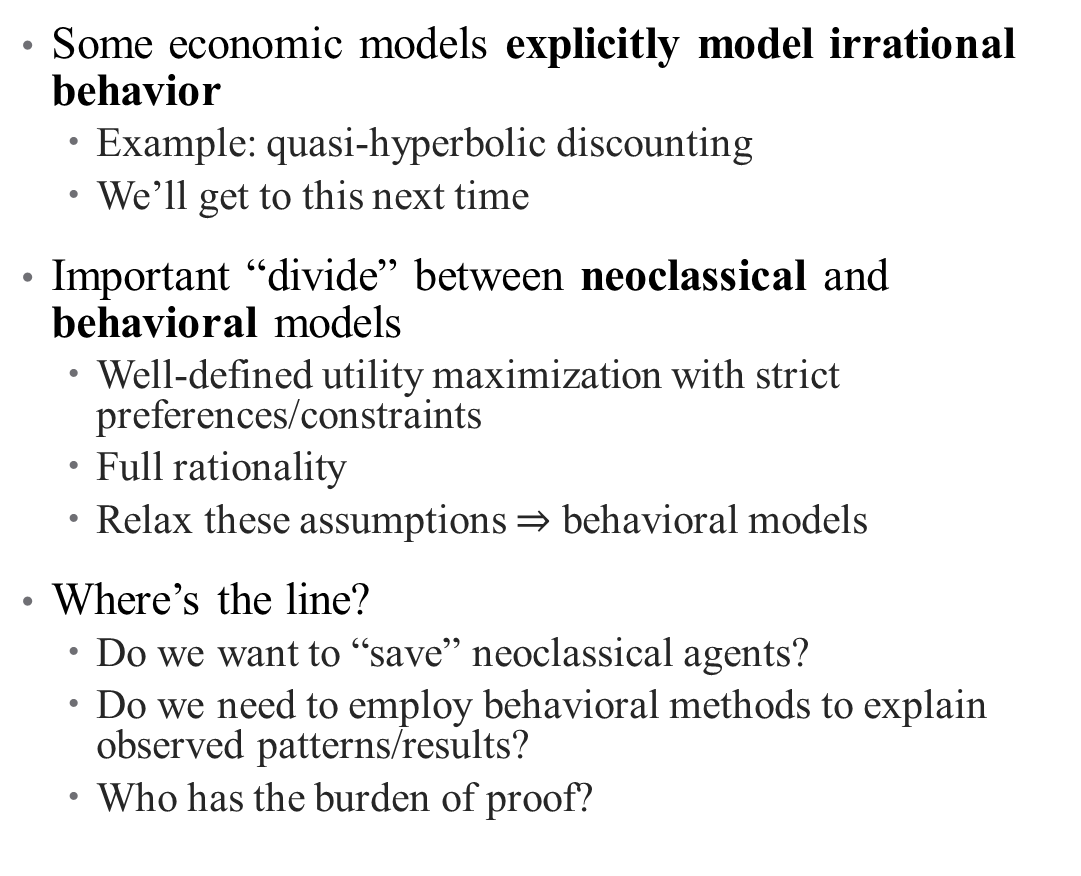 • Some economic models explicitly model irrational
behavior
• Example: quasi-hyperbolic discounting
• We’ll get to this next time
• Important “divide” between neoclassical and
behavioral models
• Well-defined utility maximization with strict
preferences/constraints
• Full rationality
• Relax these assumptions ⇒ behavioral models
• Where’s the line?
• Do we want to “save” neoclassical agents?
• Do we need to employ behavioral methods to explain
observed patterns/results?
• Who has the burden of proof?